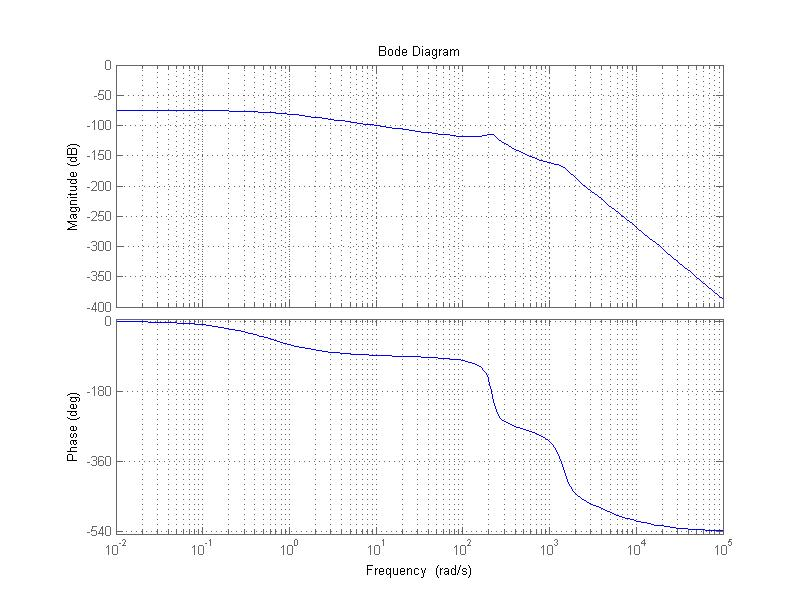 Bode Diagram
Magnitude (dB)
0
-50
-100
-150
-200
-250
-300
-350
-400
Phase (deg)
0
-180
-360
-540
10^-2 10^-1 10^0 10^1 10^2 10^3 10^4 10^5
Frequency (rad/s)